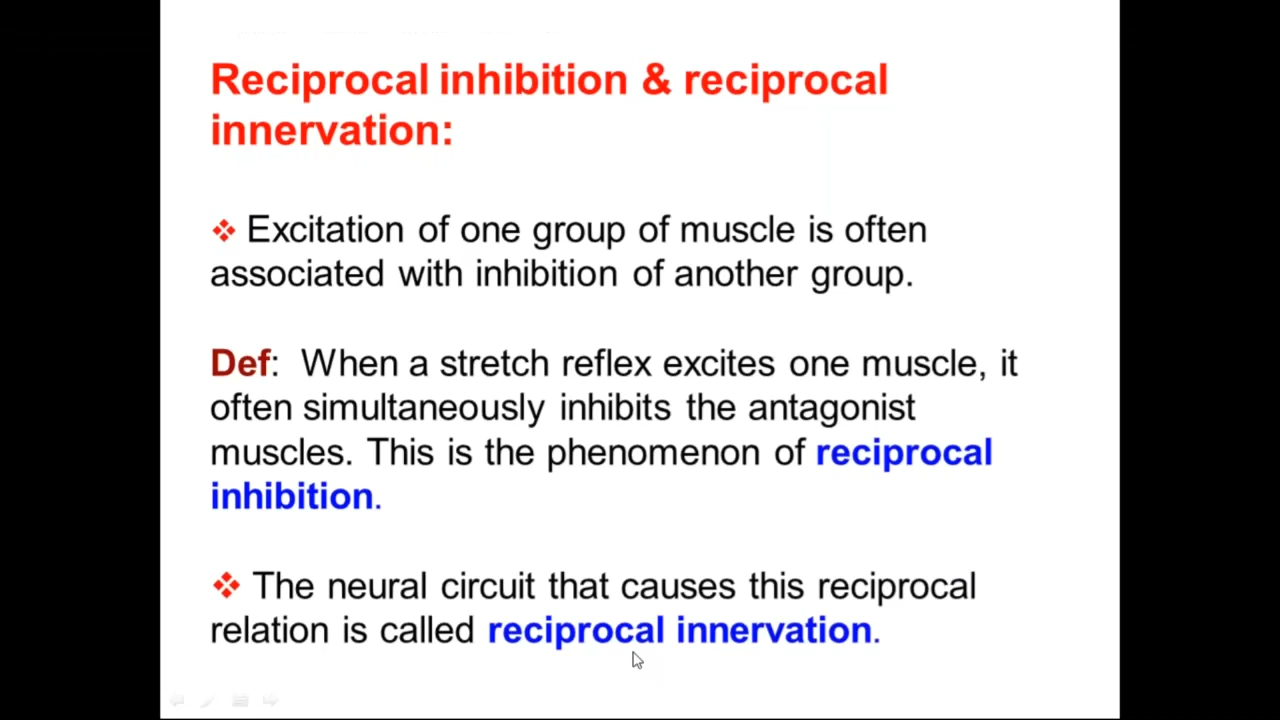 Reciprocal inhibition & reciprocal
innervation:
❖ Excitation of one group of muscle is often
associated with inhibition of another group.
Def: When a stretch reflex excites one muscle, it
often simultaneously inhibits the antagonist
muscles. This is the phenomenon of reciprocal
inhibition.
❖ The neural circuit that causes this reciprocal
relation is called reciprocal innervation.